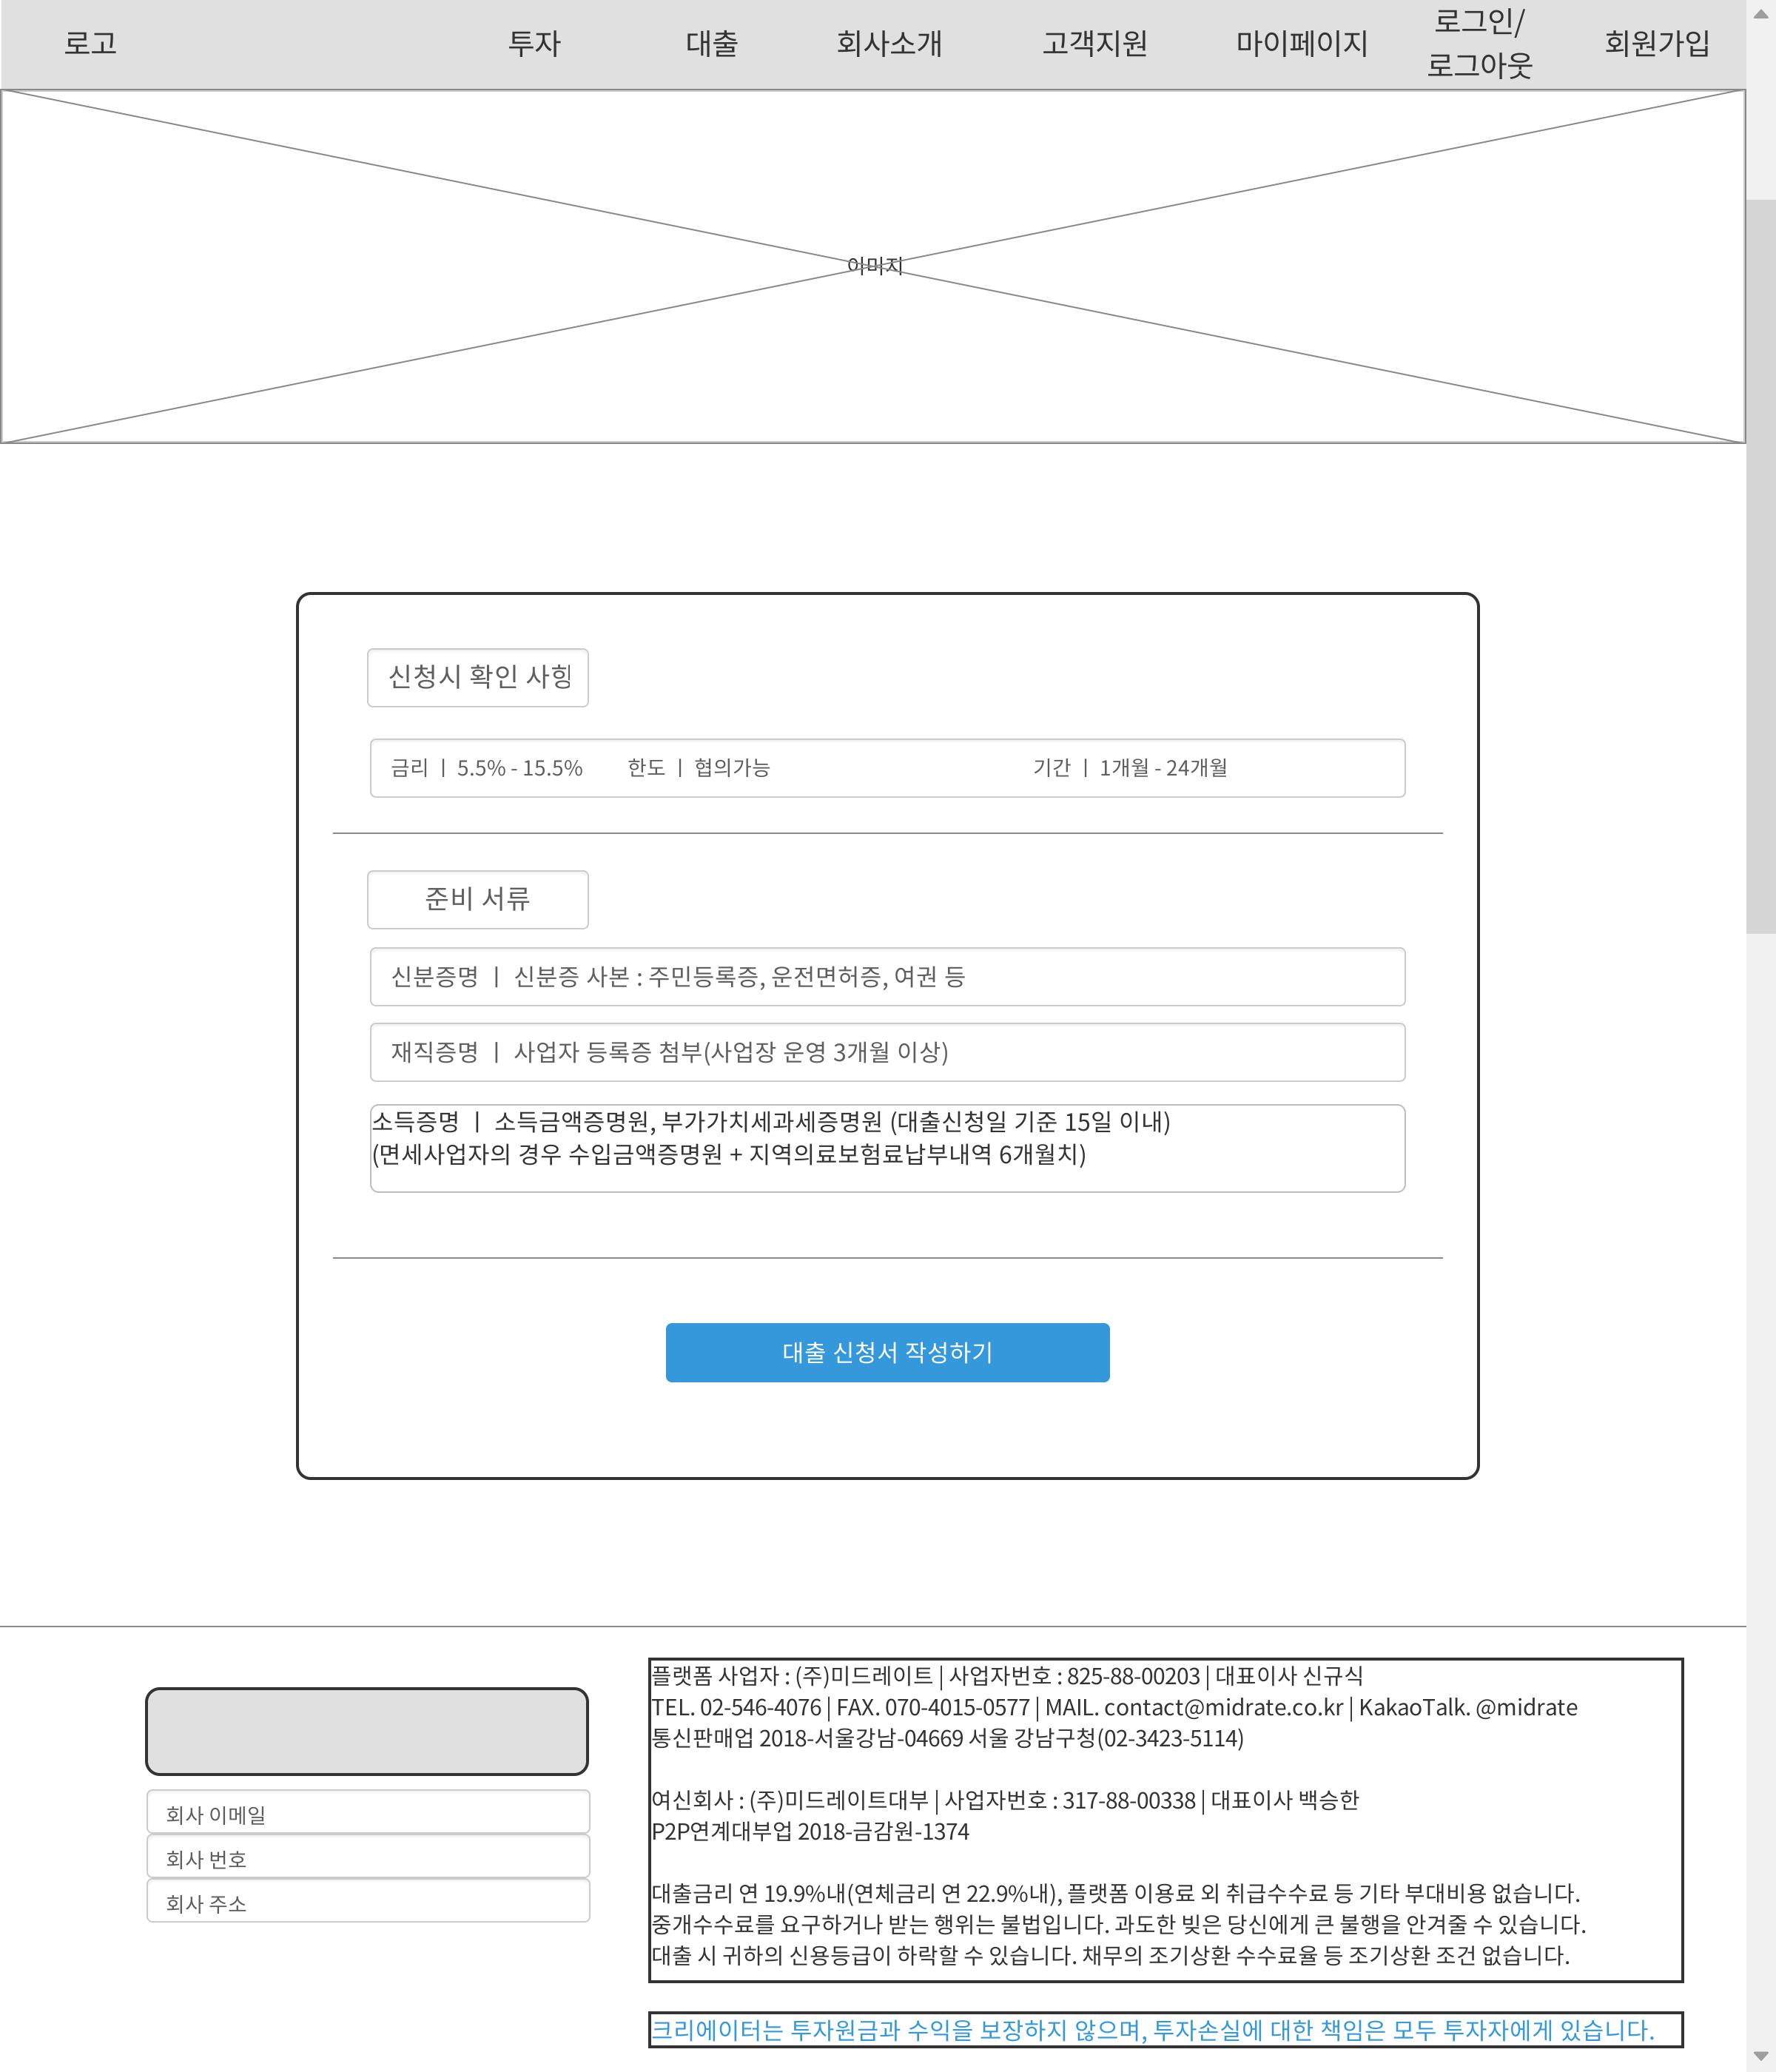 로고 투자 대출 회사소개 고객지원 마이페이지 로그인/ 회원가입
로그아웃
이미지
신청시 확인 사항
금리 ㅣ 5.5% - 15.5% 한도 ㅣ 협의가능 기간 ㅣ 1개월 - 24개월
준비 서류
신분증명 ㅣ 신분증 사본 : 주민등록증, 운전면허증, 여권 등
재직증명 ㅣ 사업자 등록증 첨부(사업장 운영 3개월 이상)
소득증명 ㅣ 소득금액증명원, 부가가치세과세증명원 (대출신청일 기준 15일 이내)
(면세사업자의 경우 수입금액증명원 + 지역의료보험료납부내역 6개월치)
대출 신청서 작성하기
회사 이메일
회사 번호
회사 주소
플랫폼 사업자 : (주)미드레이트 | 사업자번호 : 825-88-00203 | 대표이사 신규식
TEL. 02-546-4076 | FAX. 070-4015-0577 | MAIL. contact@midrate.co.kr | KakaoTalk. @midrate
통신판매업 2018-서울강남-04669 서울 강남구청(02-3423-5114)
여신회사 : (주)미드레이트대부 | 사업자번호 : 317-88-00338 | 대표이사 백승한
P2P연계대부업 2018-금감원-1374
대출금리 연 19.9%내(연체금리 연 22.9%내), 플랫폼 이용료 외 취급수수료 등 기타 부대비용 없습니다.
중개수수료를 요구하거나 받는 행위는 불법입니다. 과도한 빚은 당신에게 큰 불행을 안겨줄 수 있습니다.
대출 시 귀하의 신용등급이 하락할 수 있습니다. 채무의 조기상환 수수료율 등 조기상환 조건 없습니다.
크리에이터는 투자원금과 수익을 보장하지 않으며, 투자손실에 대한 책임은 모두 투자자에게 있습니다.